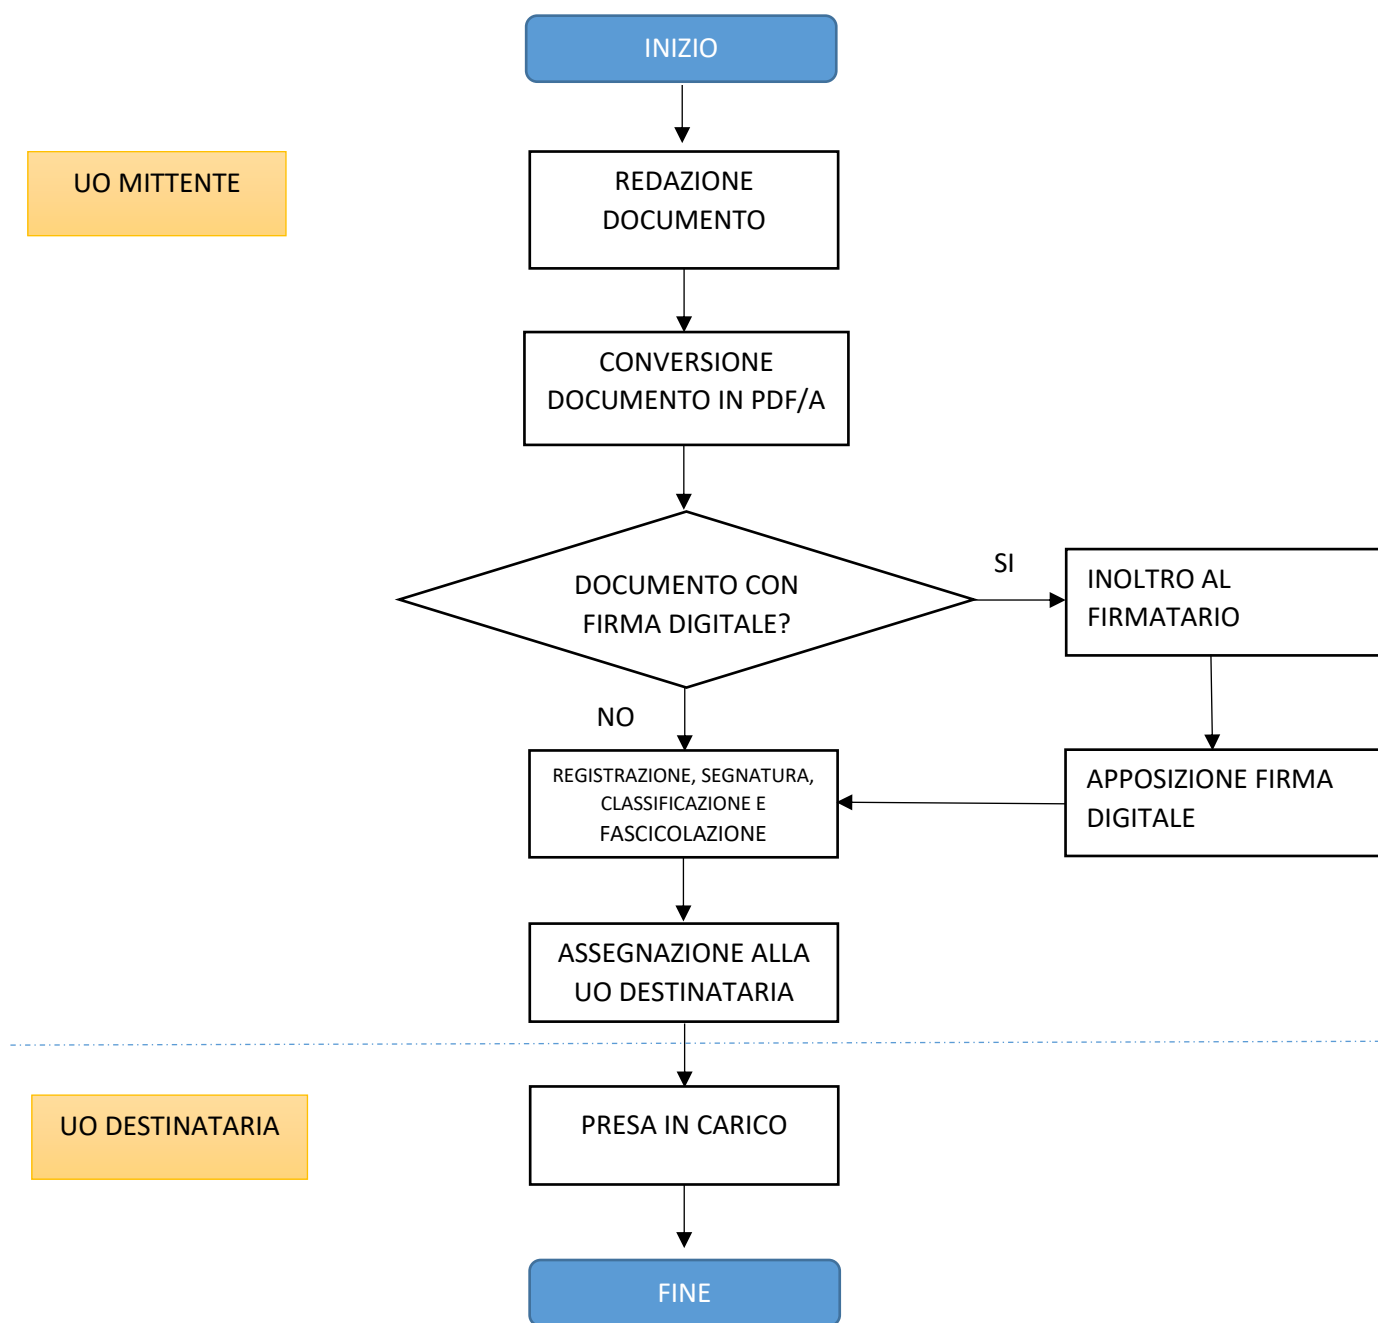 INIZIO
UO MITTENTE
REDAZIONE
DOCUMENTO
CONVERSIONE
DOCUMENTO IN PDF/A
DOCUMENTO CON
FIRMA DIGITALE?
SI
INOLTRO AL
FIRMATARIO
NO
REGISTRAZIONE, SEGNATURA,
CLASSIFICAZIONE E
FASCICOLAZIONE
APPOSIZIONE FIRMA
DIGITALE
ASSEGNAZIONE ALLA
UO DESTINATARIA
UO DESTINATARIA
PRESA IN CARICO
FINE